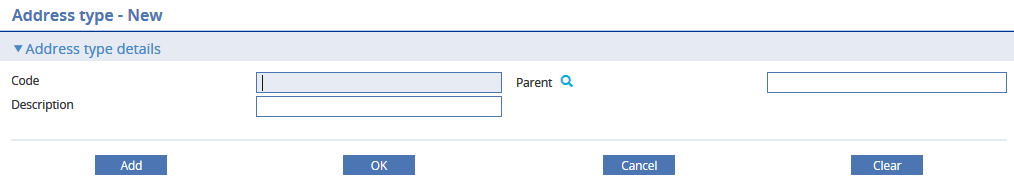 Address type - New
Address type details
Code
Parent
Description
Add OK Cancel Clear